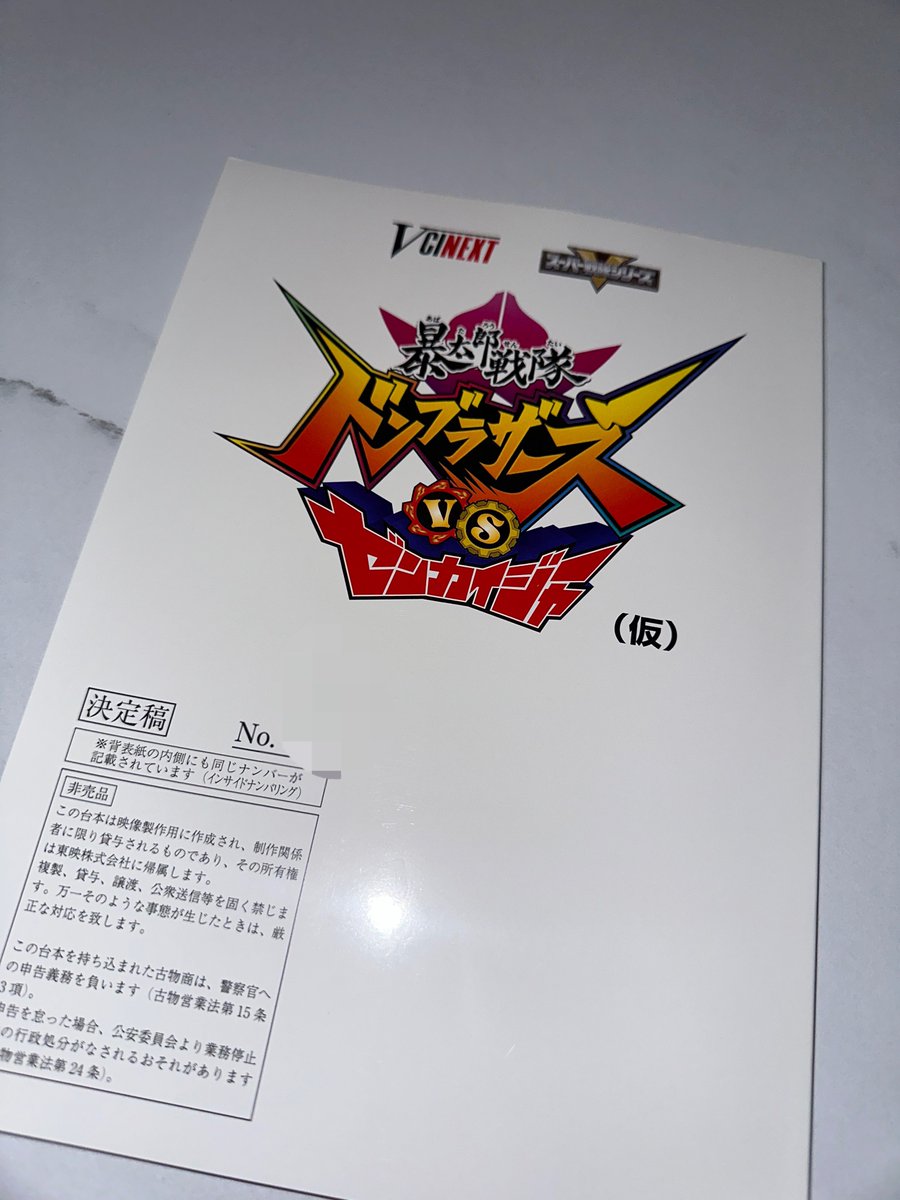 VCINEXT
スーパー戦隊シリーズ
あば た ろう せん たい
暴太郎戦隊
ドンブラザーズ
VS
ゼンカイジャー
（仮）
決定稿
No.
※背表紙の内側にも同じナンバーが
記載されています（インサイドナンバリング）
非売品
この台本は映像製作用に作成され、制作関係
者に限り貸与されるものであり、その所有権
は東映株式会社に帰属します。
複製、貸与、譲渡、公衆送信等を固く禁じま
す。万一そのような事態が生じたときは、厳
正な対応を致します。
この台本を持ち込まれた古物商は、警察官へ
の申告義務を負います（古物営業法第15条
3項）。
申告を怠った場合、公安委員会より業務停止
の行政処分がなされるおそれがあります
物営業法第24条）。